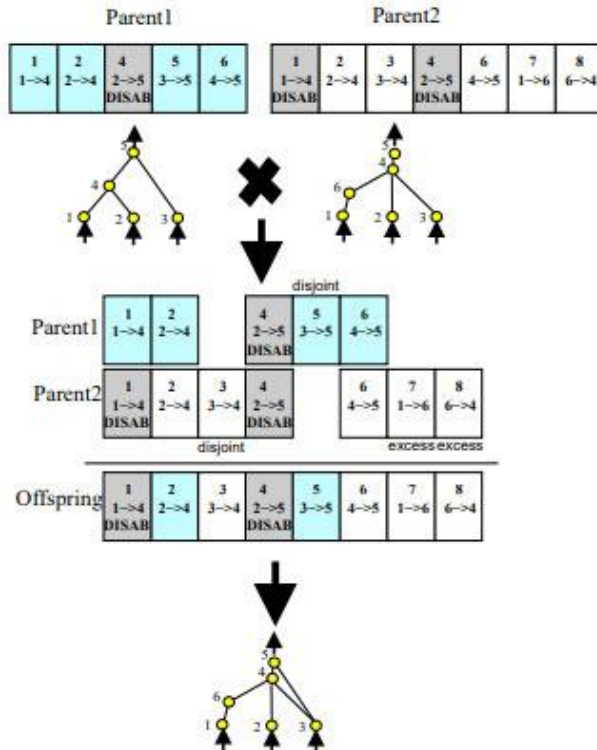 Parent1 Parent2
1 2 4 5 6 1 2 3 4 6 7 8
1->4 2->4 2->5 3->5 4->5 1->4 2->4 3->4 2->5 4->5 1->6 6->4
DISAB DISAB DISAB
5
4
1 2 3
5
4
6
1 2 3
disjoint
Parent1
1 2 4 5 6
1->4 2->4 2->5 3->5 4->5
DISAB
Parent2
1 2 3 4 6 7 8
1->4 2->4 3->4 2->5 4->5 1->6 6->4
DISAB DISAB
disjoint excess excess
Offspring
1 2 3 4 5 6 7 8
1->4 2->4 3->4 2->5 3->5 4->5 1->6 6->4
DISAB DISAB
5
4
6
1 2 3